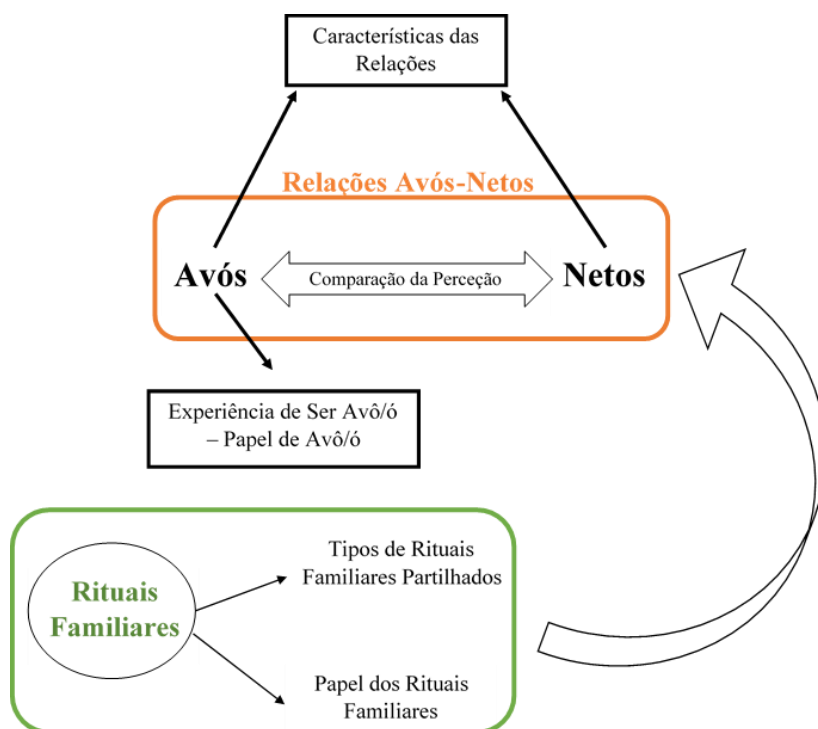 Características das
Relações
Relações Avós-Netos
Avós
Comparação da Perceção
Netos
Experiência de Ser Avô/ó
– Papel de Avô/ó
Rituais
Familiares
Tipos de Rituais
Familiares Partilhados
Papel dos Rituais
Familiares